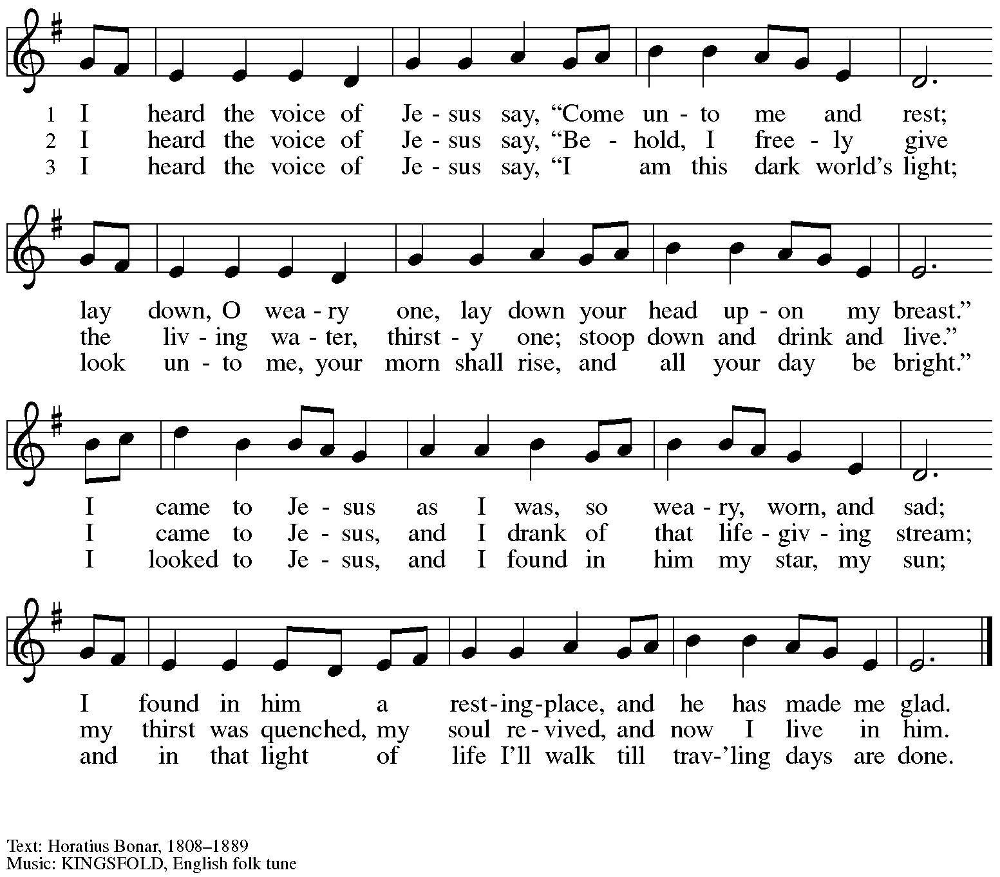 1 I heard the voice of Je - sus say, “Come un - to me and rest;
2 I heard the voice of Je - sus say, “Be - hold, I free - ly give
3 I heard the voice of Je - sus say, “I am this dark world’s light;
lay down, O wea - ry one, lay down your head up - on my breast.”
the liv - ing wa - ter, thirst - y one; stoop down and drink and live.”
look un - to me, your morn shall rise, and all your day be bright.”
I came to Je - sus as I was, so wea - ry, worn, and sad;
I came to Je - sus, and I drank of that life - giv - ing stream;
I looked to Je - sus, and I found in him my star, my sun;
I found in him a rest - ing - place, and he has made me glad.
my thirst was quenched, my soul re - vived, and now I live in him.
and in that light of life I’ll walk till trav - ’ling days are done.
Text: Horatius Bonar, 1808–1889
Music: KINGSFOLD, English folk tune